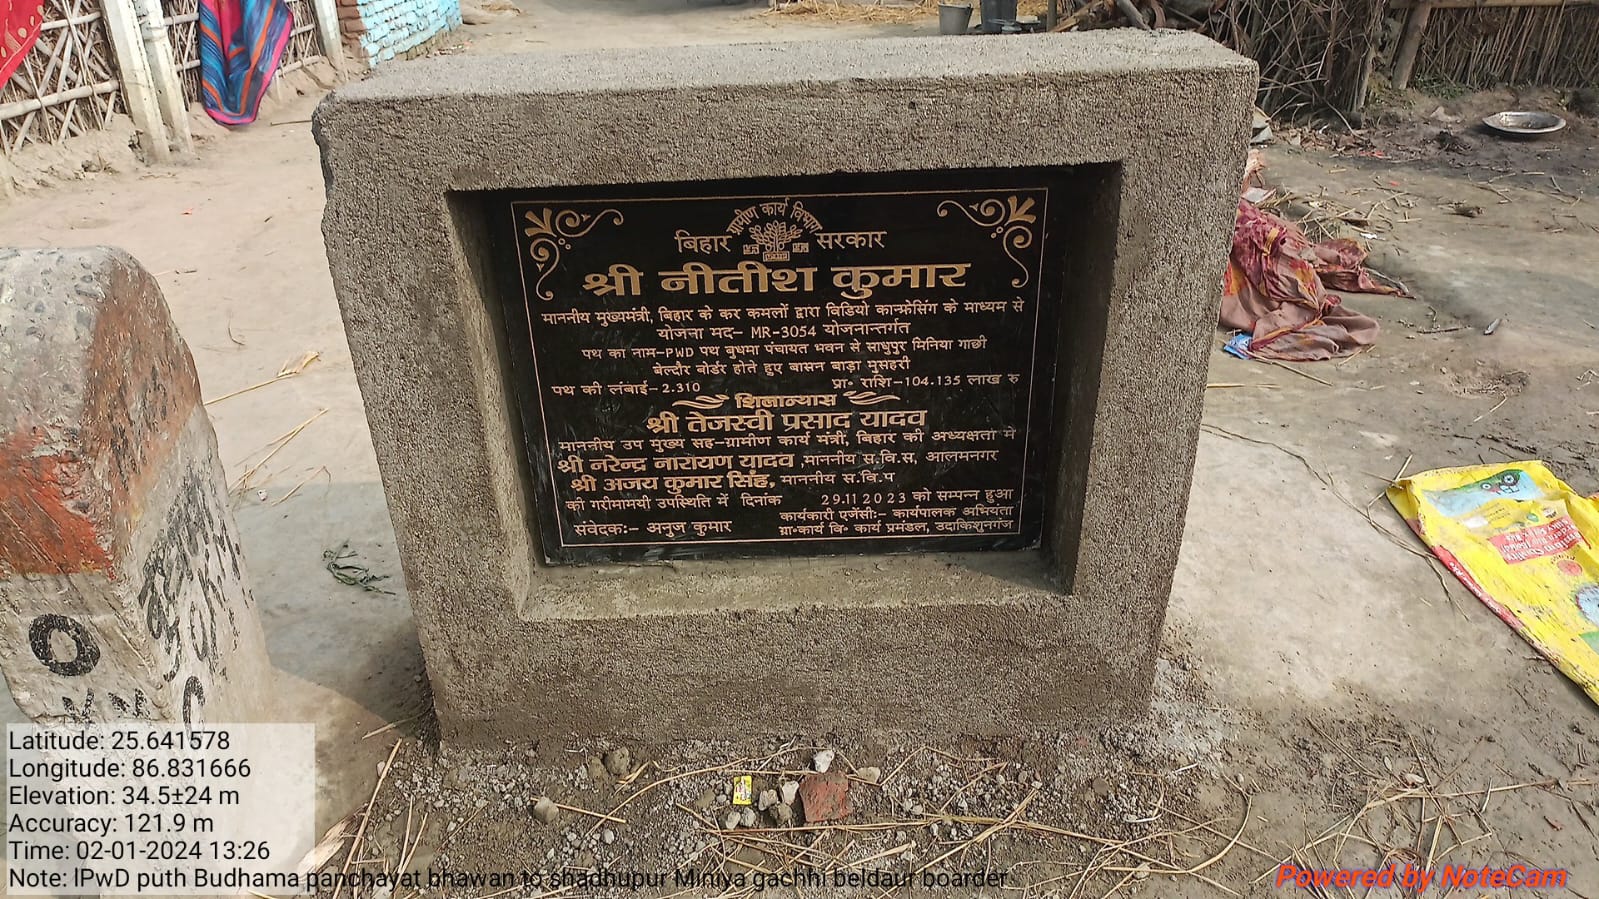 ग्रामीण कार्य विभाग
बिहार सरकार
श्री नीतीश कुमार
माननीय मुख्यमंत्री, बिहार के कर कमलों द्वारा विडियो कान्फ्रेसिंग के माध्यम से
योजना मद- MR-3054 योजनान्तर्गत
पथ का नाम-PWD पथ बुधमा पंचायत भवन से साधुपुर मिनिया गाछी
बेल्दौर बोर्डर होते हुए बासन बाड़ा मुसहरी
पथ की लंबाई-2.310 प्रा० राशि-104.135 लाख रु
शिलान्यास
श्री तेजस्वी प्रसाद यादव
माननीय उप मुख्य सह-ग्रामीण कार्य मंत्री, बिहार की अध्यक्षता में
श्री नरेन्द्र नारायण यादव ,माननीय स.वि.स, आलमनगर
श्री अजय कुमार सिंह, माननीय स.वि.प
की गरीमामयी उपस्थिति में दिनांक 29.11 2023 को सम्पन्न हुआ
संवेदकः- अनुज कुमार
कार्यकारी एजेंसीः- कार्यपालक अभियंता
ग्रा०कार्य वि० कार्य प्रमंडल, उदाकिशुनगंज
0
Latitude: 25.641578
Longitude: 86.831666
Elevation: 34.5±24 m
Accuracy: 121.9 m
Time: 02-01-2024 13:26
Note: lPwD puth Budhama panchayat bhawan to shadhupur Miniya gachhi beldaur boarder
Powered by NoteCam